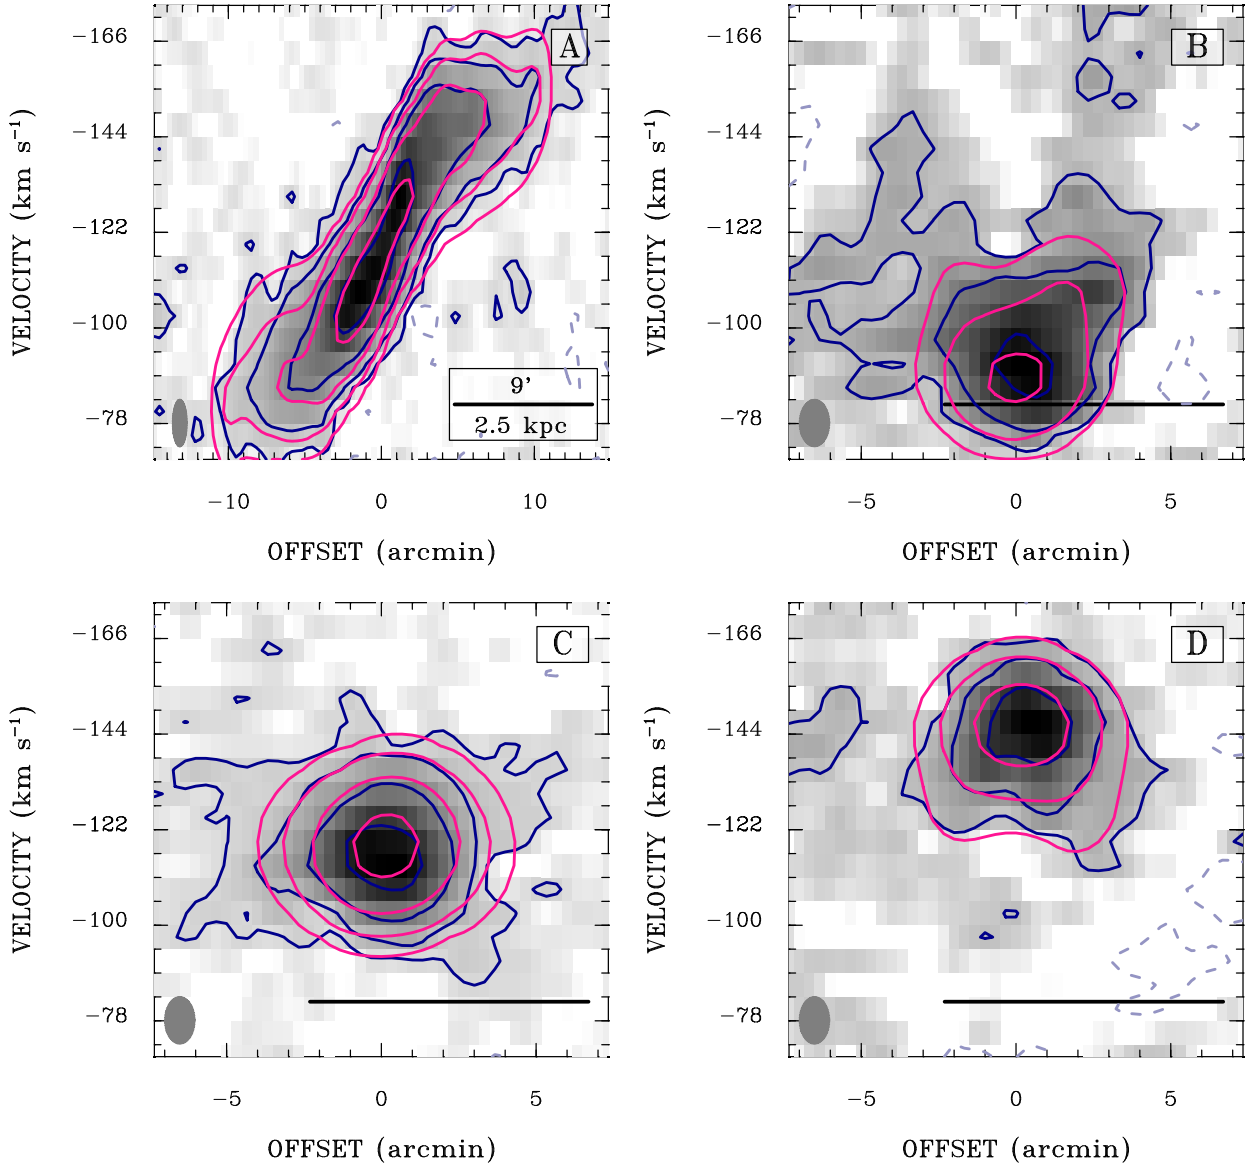 A
VELOCITY (km s⁻¹)
−166
−144
−122
−100
−78
9'
2.5 kpc
−10 0 10
OFFSET (arcmin)
B
VELOCITY (km s⁻¹)
−166
−144
−122
−100
−78
−5 0 5
OFFSET (arcmin)
C
VELOCITY (km s⁻¹)
−166
−144
−122
−100
−78
−5 0 5
OFFSET (arcmin)
D
VELOCITY (km s⁻¹)
−166
−144
−122
−100
−78
−5 0 5
OFFSET (arcmin)